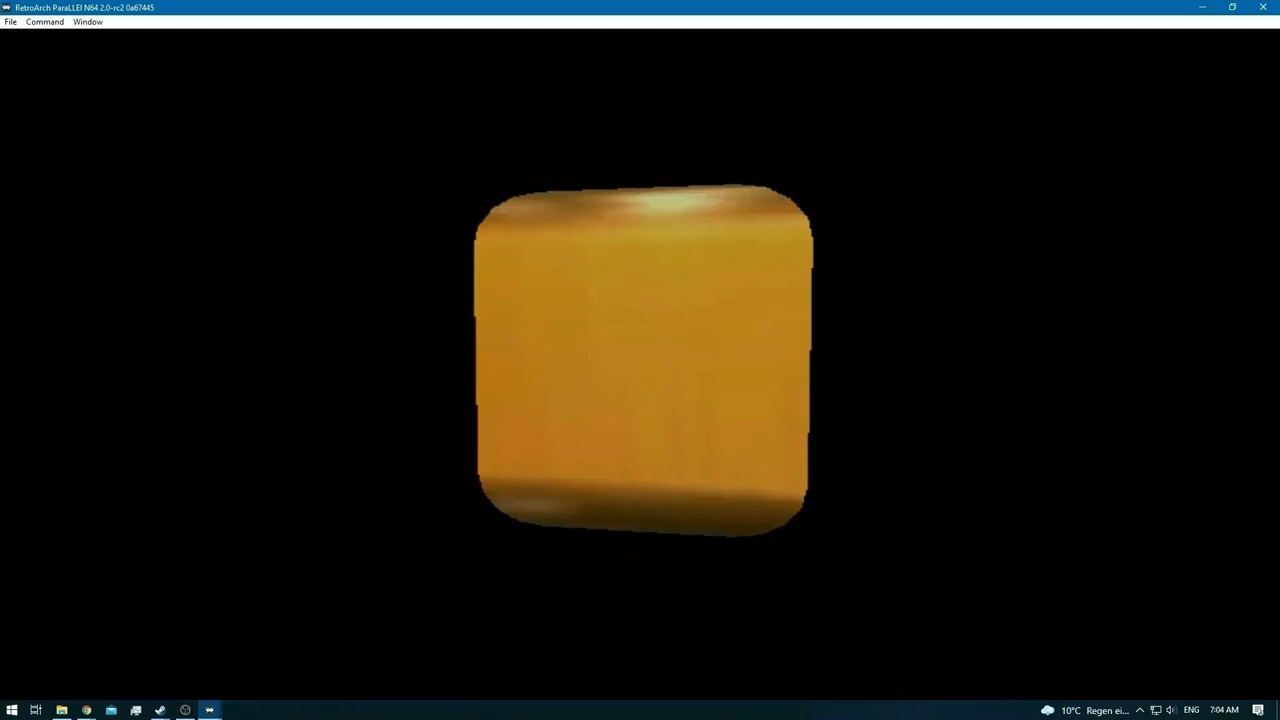 RetroArch ParaLLEl N64 2.0-rc2 0a67445
File Command Window
10°C Regen ei... ENG 7:04 AM